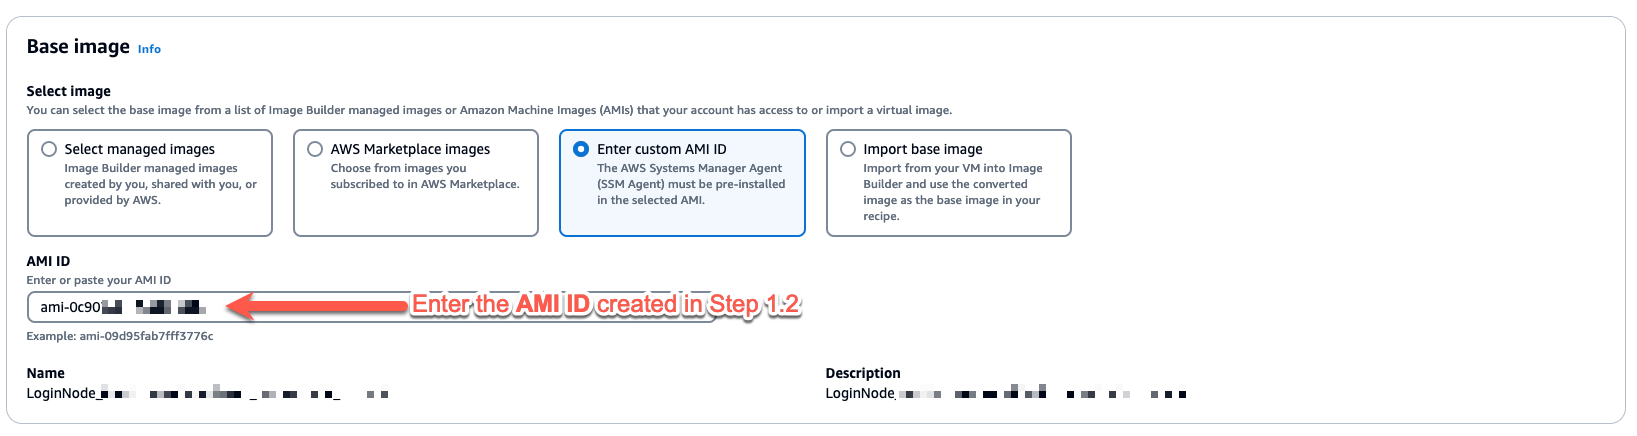 Base image Info
Select image
You can select the base image from a list of Image Builder managed images or Amazon Machine Images (AMIs) that your account has access to or import a virtual image.
Select managed images
Image Builder managed images
created by you, shared with you, or
provided by AWS.
AWS Marketplace images
Choose from images you
subscribed to in AWS Marketplace.
Enter custom AMI ID
The AWS Systems Manager Agent
(SSM Agent) must be pre-installed
in the selected AMI.
Import base image
Import from your VM into Image
Builder and use the converted
image as the base image in your
recipe.
AMI ID
Enter or paste your AMI ID
ami-0c90
Enter the AMI ID created in Step 1.2
Example: ami-09d95fab7fff3776c
Name
LoginNode_
Description
LoginNode